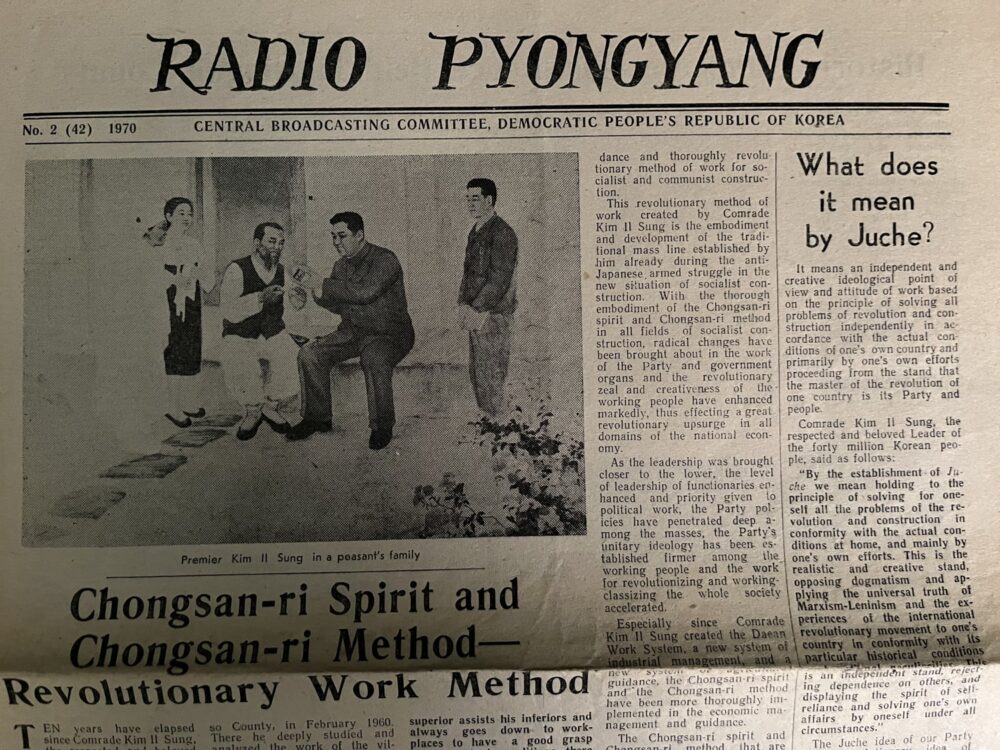 RADIO PYONGYANG
No. 2 (42) 1970
CENTRAL BROADCASTING COMMITTEE, DEMOCRATIC PEOPLE'S REPUBLIC OF KOREA
Premier Kim Il Sung in a peasant's family
Chongsan-ri Spirit and
Chongsan-ri Method—
Revolutionary Work Method
TEN years have elapsed
since Comrade Kim Il Sung,
so County, in February 1960.
There he deeply studied and
analyzed the work of the vil-
superior assists his inferiors and
always goes down to work-
places to have a good grasp
dance and thoroughly revolu-
tionary method of work for so-
cialist and communist construc-
tion.
This revolutionary method of
work created by Comrade
Kim Il Sung is the embodiment
and development of the tradi-
tional mass line established by
him already during the anti-
Japanese armed struggle in the
new situation of socialist con-
struction. With the thorough
embodiment of the Chongsan-ri
spirit and Chongsan-ri method
in all fields of socialist con-
struction, radical changes have
been brought about in the work
of the Party and government
organs and the revolutionary
zeal and creativeness of the
working people have enhanced
markedly, thus effecting a great
revolutionary upsurge in all
domains of the national econ-
omy.
As the leadership was brought
closer to the lower, the level
of leadership of functionaries en-
hanced and priority given to
political work, the Party pol-
icies have penetrated deep a-
mong the masses, the Party's
unitary ideology has been es-
tablished firmer among the
working people and the work
for revolutionizing and working-
classizing the whole society
accelerated.
Especially since Comrade
Kim Il Sung created the Daean
Work System, a new system of
industrial management, and a
new system of
guidance, the Chongsan-ri spirit
and the Chongsan-ri method
have been more thoroughly im-
plemented in the economic ma-
nagement and guidance.
The Chongsan-ri spirit and
Chongsan-ri method that are
What does
it mean
by Juche?
It means an independent and
creative ideological point of
view and attitude of work based
on the principle of solving all
problems of revolution and con-
struction independently in ac-
cordance with the actual con-
ditions of one's own country and
primarily by one's own efforts
proceeding from the stand that
the master of the revolution of
one country is its Party and
people.
Comrade Kim Il Sung, the
respected and beloved Leader of
the forty million Korean peo-
ple, said as follows:
"By the establishment of Ju-
che we mean holding to the
principle of solving for one-
self all the problems of the re-
volution and construction in
conformity with the actual con-
ditions at home, and mainly by
one's own efforts. This is the
realistic and creative stand,
opposing dogmatism and ap-
plying the universal truth of
Marxism-Leninism and the ex-
periences of the international
revolutionary movement to one's
country in conformity with its
particular historical conditions
is an independent stand, reject-
ing dependence on others, and
displaying the spirit of self-
reliance and solving one's own
affairs by oneself under all
circumstances."
The Juche idea of our Party